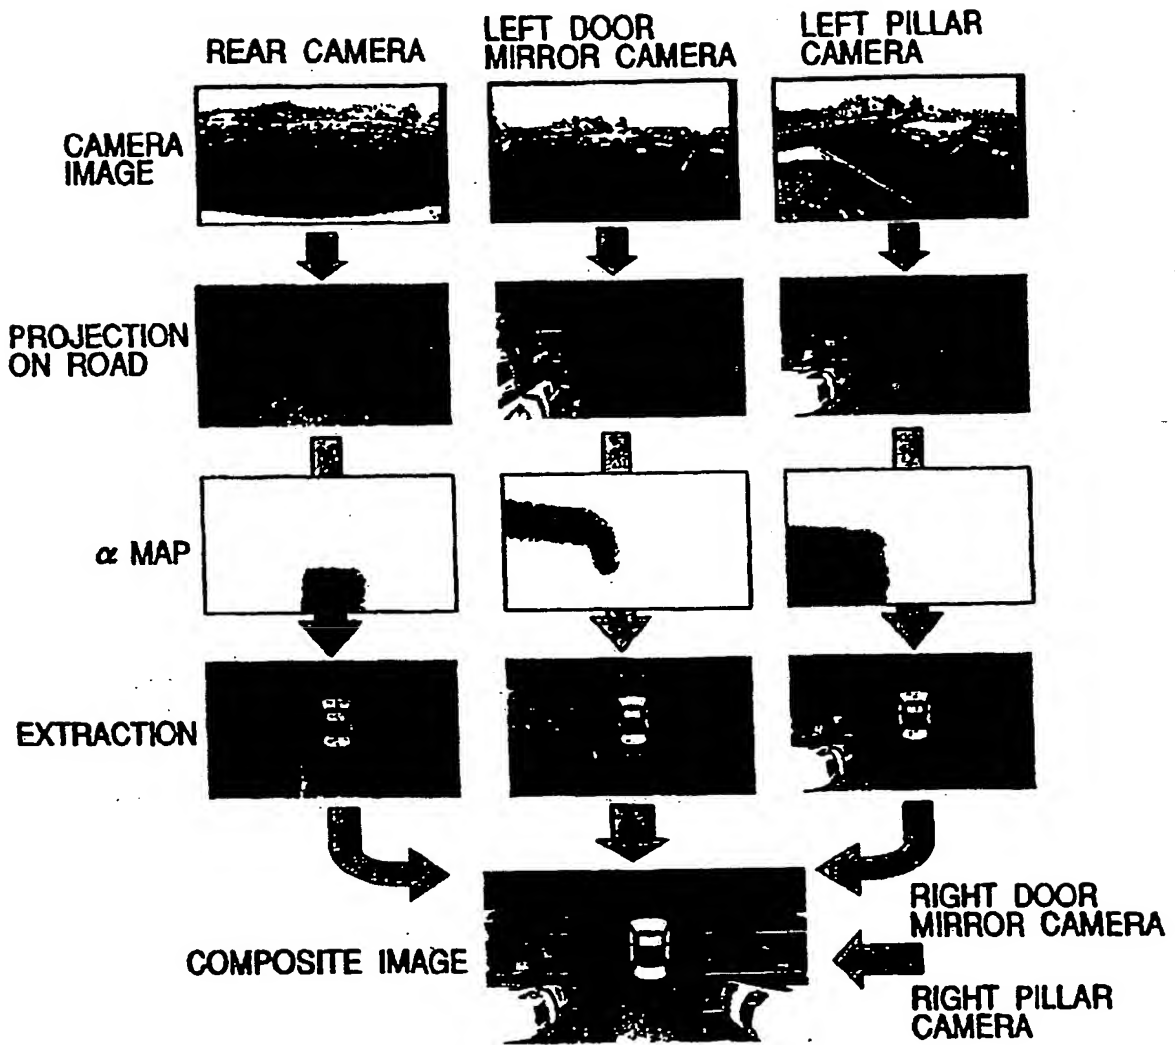 REAR CAMERA
LEFT DOOR
MIRROR CAMERA
LEFT PILLAR
CAMERA
CAMERA
IMAGE
PROJECTION
ON ROAD
α MAP
EXTRACTION
COMPOSITE IMAGE
RIGHT DOOR
MIRROR CAMERA
RIGHT PILLAR
CAMERA